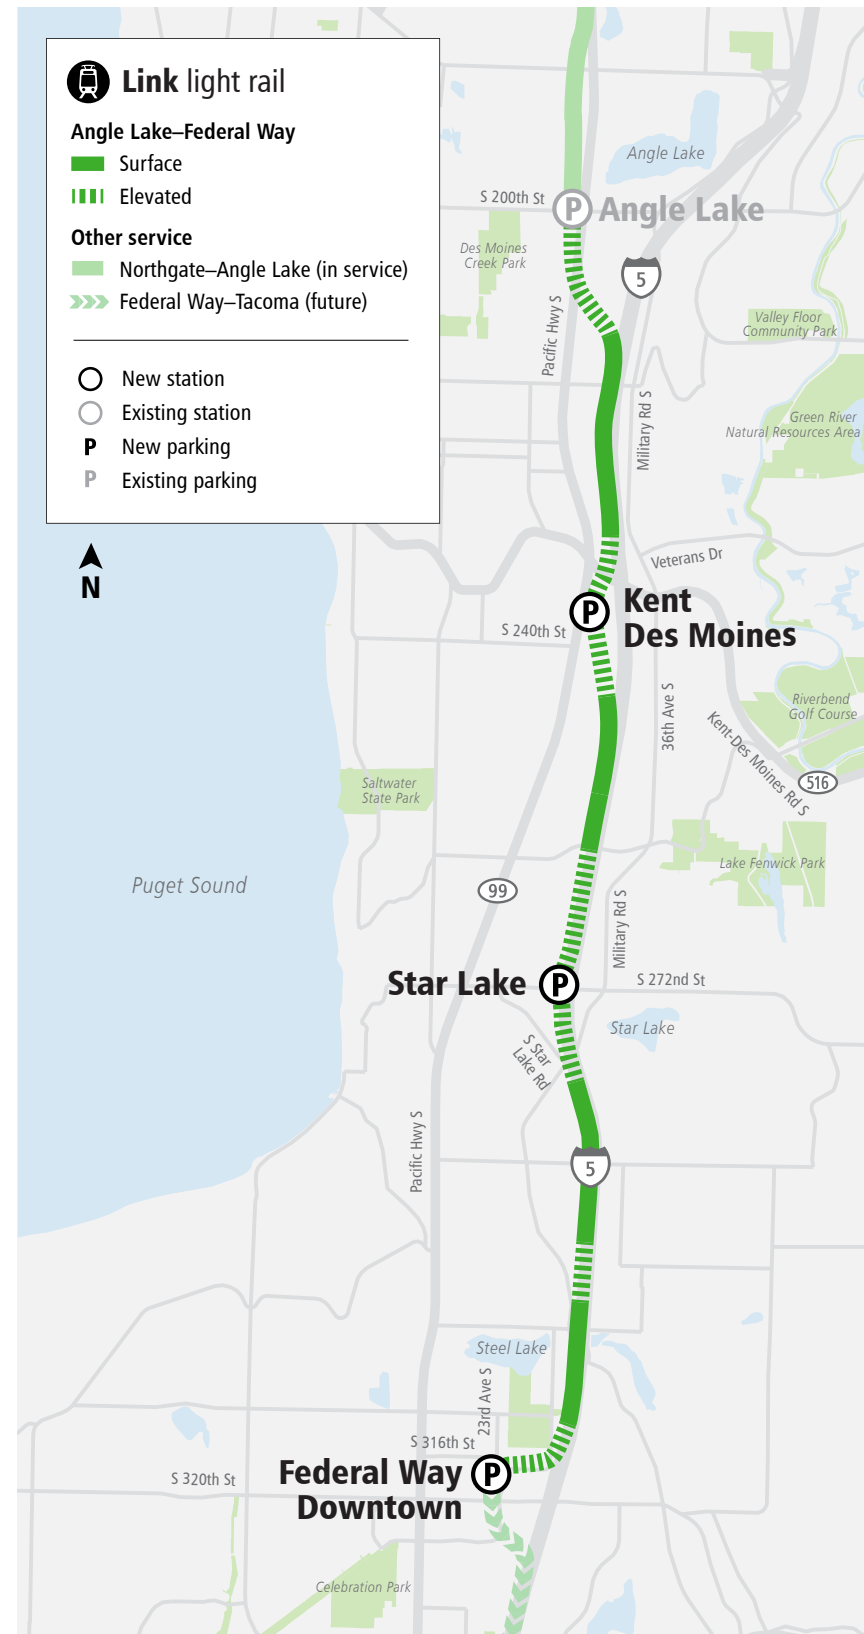 Link light rail
Angle Lake–Federal Way
Surface
Elevated
Other service
Northgate–Angle Lake (in service)
Federal Way–Tacoma (future)
New station
Existing station
P New parking
P Existing parking
N
Angle Lake
S 200th St
P Angle Lake
Des Moines
Creek Park
5
Pacific Hwy S
Valley Floor
Community Park
Military Rd S
Green River
Natural Resources Area
Veterans Dr
P Kent
Des Moines
S 240th St
36th Ave S
Riverbend
Golf Course
Kent-Des Moines Rd S
516
Saltwater
State Park
Puget Sound
99
Lake Fenwick Park
Military Rd S
Star Lake P
S 272nd St
Star Lake
S Star
Lake Rd
Pacific Hwy S
5
Steel Lake
23rd Ave S
S 316th St
Federal Way P
Downtown
S 320th St
Celebration Park